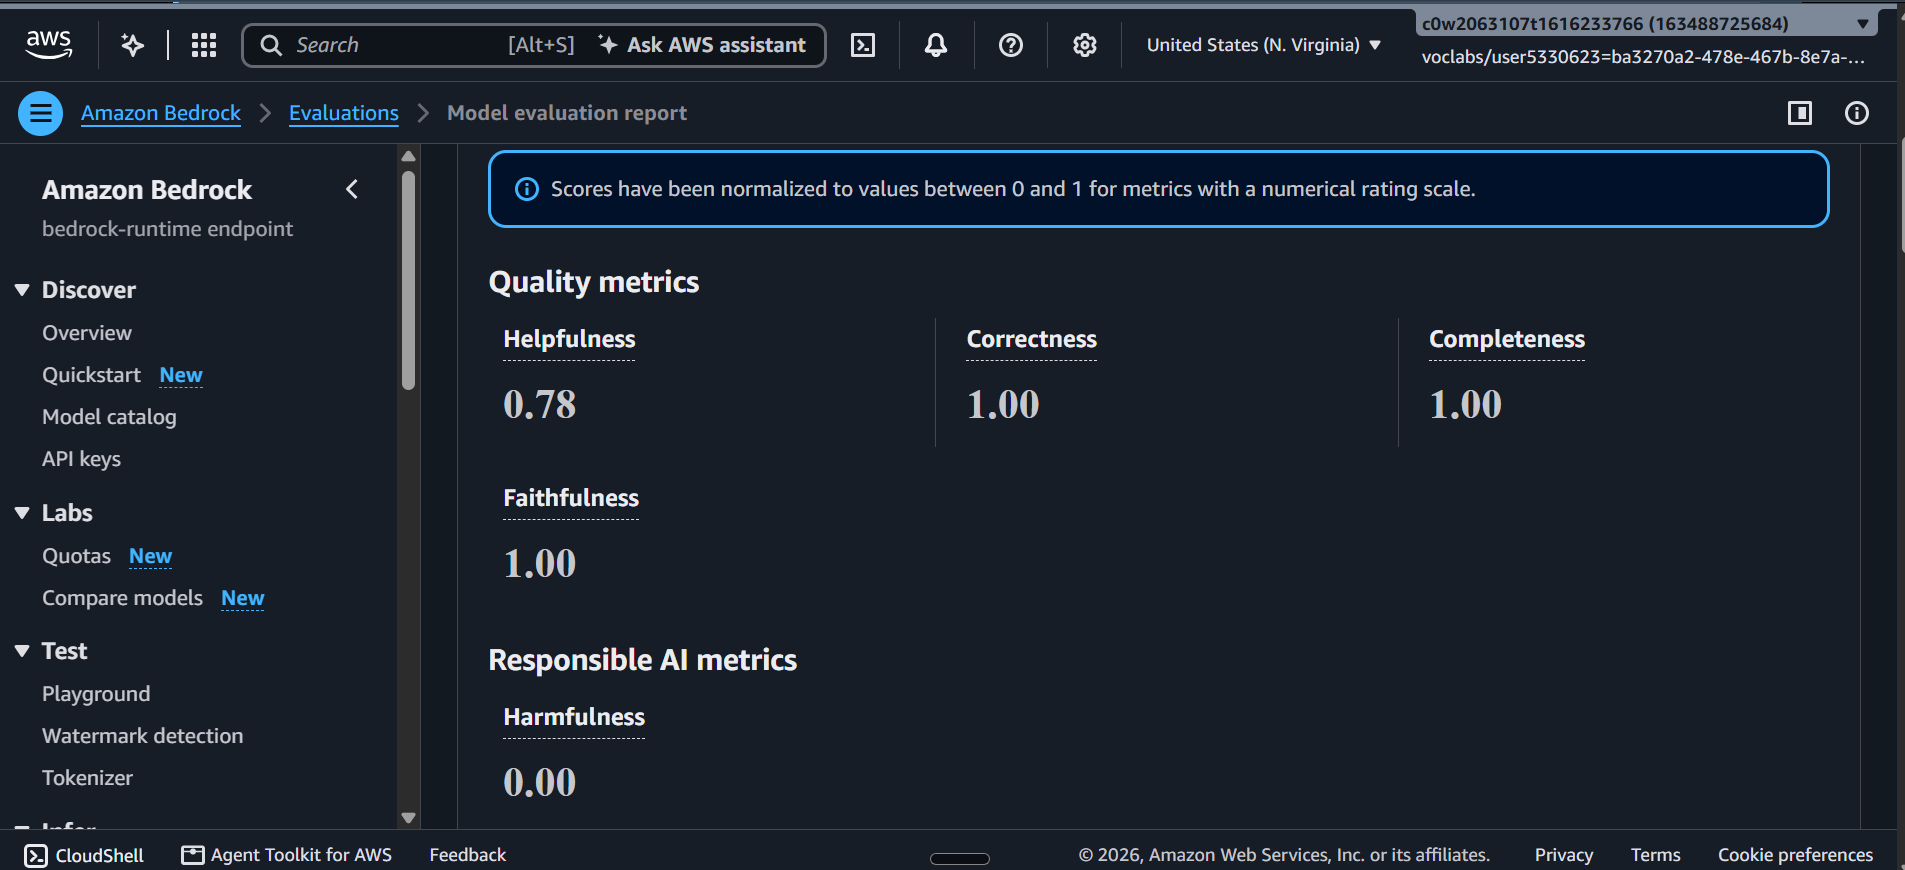 aws
Search [Alt+S] Ask AWS assistant
United States (N. Virginia)
c0w2063107t1616233766 (163488725684)
voclabs/user5330623=ba3270a2-478e-467b-8e7a-...
Amazon Bedrock
Evaluations
Model evaluation report
Amazon Bedrock
bedrock-runtime endpoint
Discover
Overview
Quickstart New
Model catalog
API keys
Labs
Quotas New
Compare models New
Test
Playground
Watermark detection
Tokenizer
Infer
Scores have been normalized to values between 0 and 1 for metrics with a numerical rating scale.
Quality metrics
Helpfulness
0.78
Correctness
1.00
Completeness
1.00
Faithfulness
1.00
Responsible AI metrics
Harmfulness
0.00
CloudShell
Agent Toolkit for AWS
Feedback
© 2026, Amazon Web Services, Inc. or its affiliates.
Privacy
Terms
Cookie preferences